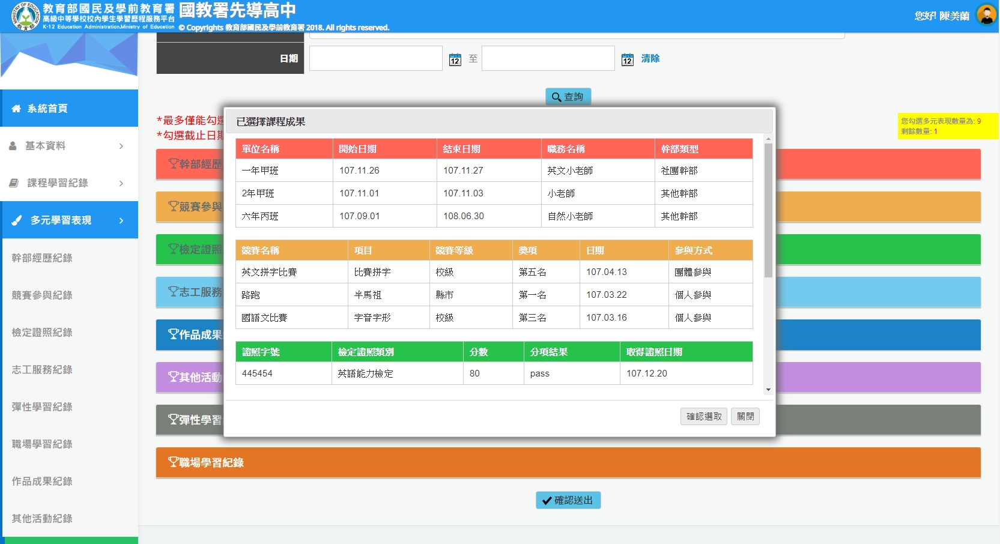 教育部國民及學前教育署
高級中等學校校內學生學習歷程服務平台
K-12 Education Administration,Ministry of Education
國教署先導高中
© Copyrights 教育部國民及學前教育署 2018. All rights reserved.
您好! 陳美蘭
日期
12
至
12
清除
查詢
*最多僅能勾選
*勾選截止日期
您勾選多元表現數量為: 9
剩餘數量: 1
系統首頁
基本資料
課程學習紀錄
多元學習表現
幹部經歷紀錄
競賽參與紀錄
檢定證照紀錄
志工服務紀錄
彈性學習紀錄
職場學習紀錄
作品成果紀錄
其他活動紀錄
幹部經歷
競賽參與
檢定證照
志工服務
作品成果
其他活動
彈性學習
職場學習紀錄
已選擇課程成果
單位名稱 開始日期 結束日期 職務名稱 幹部類型
一年甲班 107.11.26 107.11.27 英文小老師 社團幹部
2年甲班 107.11.01 107.11.03 小老師 其他幹部
六年丙班 107.09.01 108.06.30 自然小老師 其他幹部
競賽名稱 項目 競賽等級 獎項 日期 參與方式
英文拼字比賽 比賽拼字 校級 第五名 107.04.13 團體參與
路跑 半馬祖 縣市 第一名 107.03.22 個人參與
國語文比賽 字音字形 校級 第三名 107.03.16 個人參與
證照字號 檢定證照類別 分數 分項結果 取得證照日期
445454 英語能力檢定 80 pass 107.12.20
確認選取 關閉
確認送出